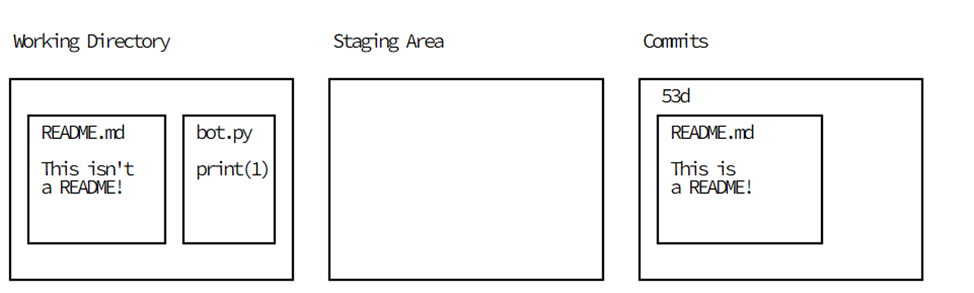 Working Directory
Staging Area
Commits
README.md
This isn't
a README!
bot.py
print(1)
53d
README.md
This is
a README!